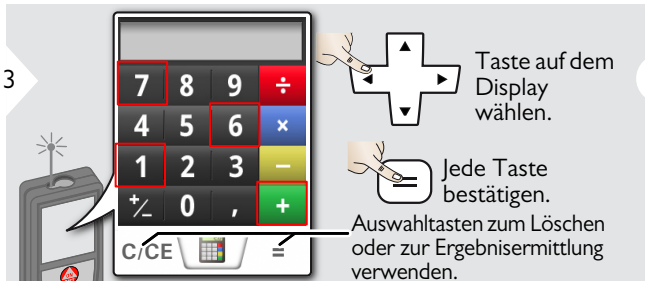 3
7 8 9 ÷
4 5 6 ×
1 2 3 −
+/− 0 , +
C/CE =
Taste auf dem
Display
wählen.
=
Jede Taste
bestätigen.
Auswahltasten zum Löschen
oder zur Ergebnisermittlung
verwenden.